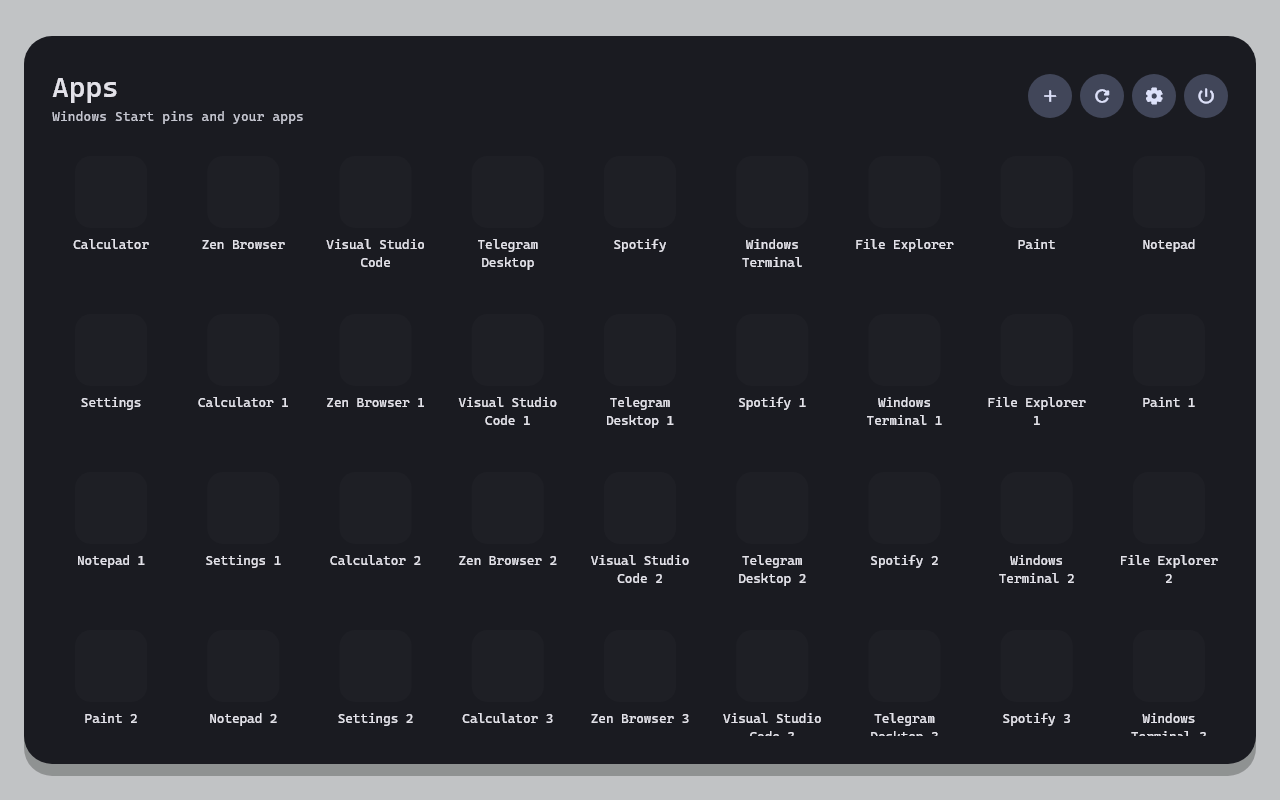 Apps
Windows Start pins and your apps
Calculator
Zen Browser
Visual Studio
Code
Telegram
Desktop
Spotify
Windows
Terminal
File Explorer
Paint
Notepad
Settings
Calculator 1
Zen Browser 1
Visual Studio
Code 1
Telegram
Desktop 1
Spotify 1
Windows
Terminal 1
File Explorer
1
Paint 1
Notepad 1
Settings 1
Calculator 2
Zen Browser 2
Visual Studio
Code 2
Telegram
Desktop 2
Spotify 2
Windows
Terminal 2
File Explorer
2
Paint 2
Notepad 2
Settings 2
Calculator 3
Zen Browser 3
Visual Studio
Code
Telegram
Desktop
Spotify 3
Windows
Terminal